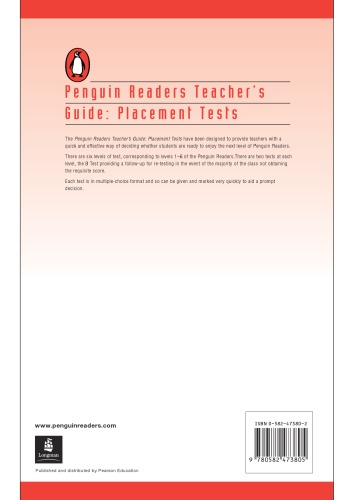 Penguin Readers Teacher's
Guide: Placement Tests
The Penguin Readers Teacher's Guide: Placement Tests have been designed to provide teachers with a
quick and effective way of deciding whether students are ready to enjoy the next level of Penguin Readers.
There are six levels of test, corresponding to levels 1–6 of the Penguin Readers.There are two tests at each
level, the B Test providing a follow-up for re-testing in the event of the majority of the class not obtaining
the requisite score.
Each test is in multiple-choice format and so can be given and marked very quickly to aid a prompt
decision.
www.penguinreaders.com
ISBN 0-582-47380-2
9 780582 473805
Longman
Published and distributed by Pearson Education